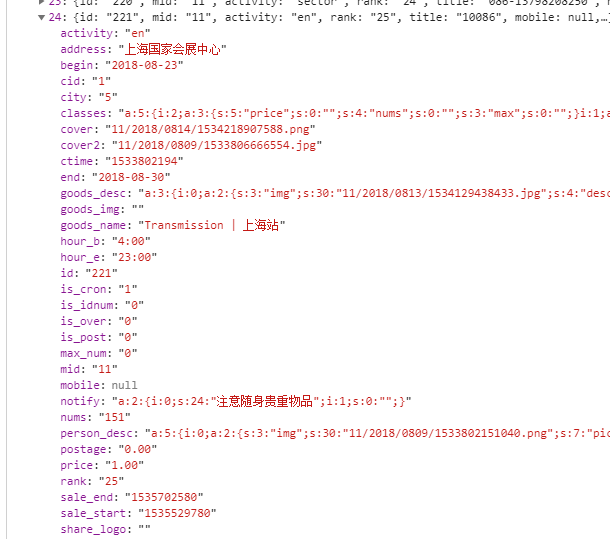 23: {id: "220", mid: "11", activity: "sector", rank: "24", title: "086-13798208250",
24: {id: "221", mid: "11", activity: "en", rank: "25", title: "10086", mobile: null,…}
activity: "en"
address: "上海国家会展中心"
begin: "2018-08-23"
cid: "1"
city: "5"
classes: "a:5:{i:2;a:3:{s:5:"price";s:0:"";s:4:"nums";s:0:"";s:3:"max";s:0:"";}i:1;a
cover: "11/2018/0814/1534218907588.png"
cover2: "11/2018/0809/1533806666554.jpg"
ctime: "1533802194"
end: "2018-08-30"
goods_desc: "a:3:{i:0;a:2:{s:3:"img";s:30:"11/2018/0813/1534129438433.jpg";s:4:"desc
goods_img: ""
goods_name: "Transmission | 上海站"
hour_b: "4:00"
hour_e: "23:00"
id: "221"
is_cron: "1"
is_idnum: "0"
is_over: "0"
is_post: "0"
max_num: "0"
mid: "11"
mobile: null
notify: "a:2:{i:0;s:24:"注意随身贵重物品";i:1;s:0:"";}"
nums: "151"
person_desc: "a:5:{i:0;a:2:{s:3:"img";s:30:"11/2018/0809/1533802151040.png";s:7:"pic
postage: "0.00"
price: "1.00"
rank: "25"
sale_end: "1535702580"
sale_start: "1535529780"
share_logo: ""